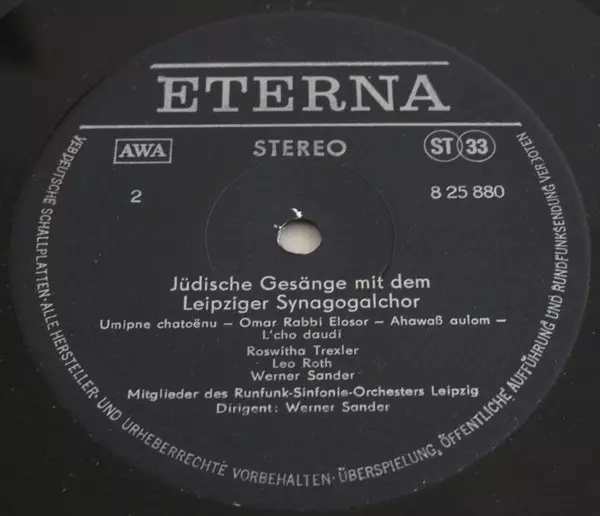 ETERNA
AWA
STEREO
ST 33
2
8 25 880
Jüdische Gesänge mit dem
Leipziger Synagogalchor
Umipne chatoënu – Omar Rabbi Elosor – Ahawaß aulom –
L'cho daudi
Roswitha Trexler
Leo Roth
Werner Sander
Mitglieder des Runfunk-Sinfonie-Orchesters Leipzig
Dirigent: Werner Sander
VEB DEUTSCHE SCHALLPLATTEN · ALLE HERSTELLER- UND URHEBERRECHTE VORBEHALTEN · ÜBERSPIELUNG, ÖFFENTLICHE AUFFÜHRUNG UND RUNDFUNKSENDUNG VERBOTEN